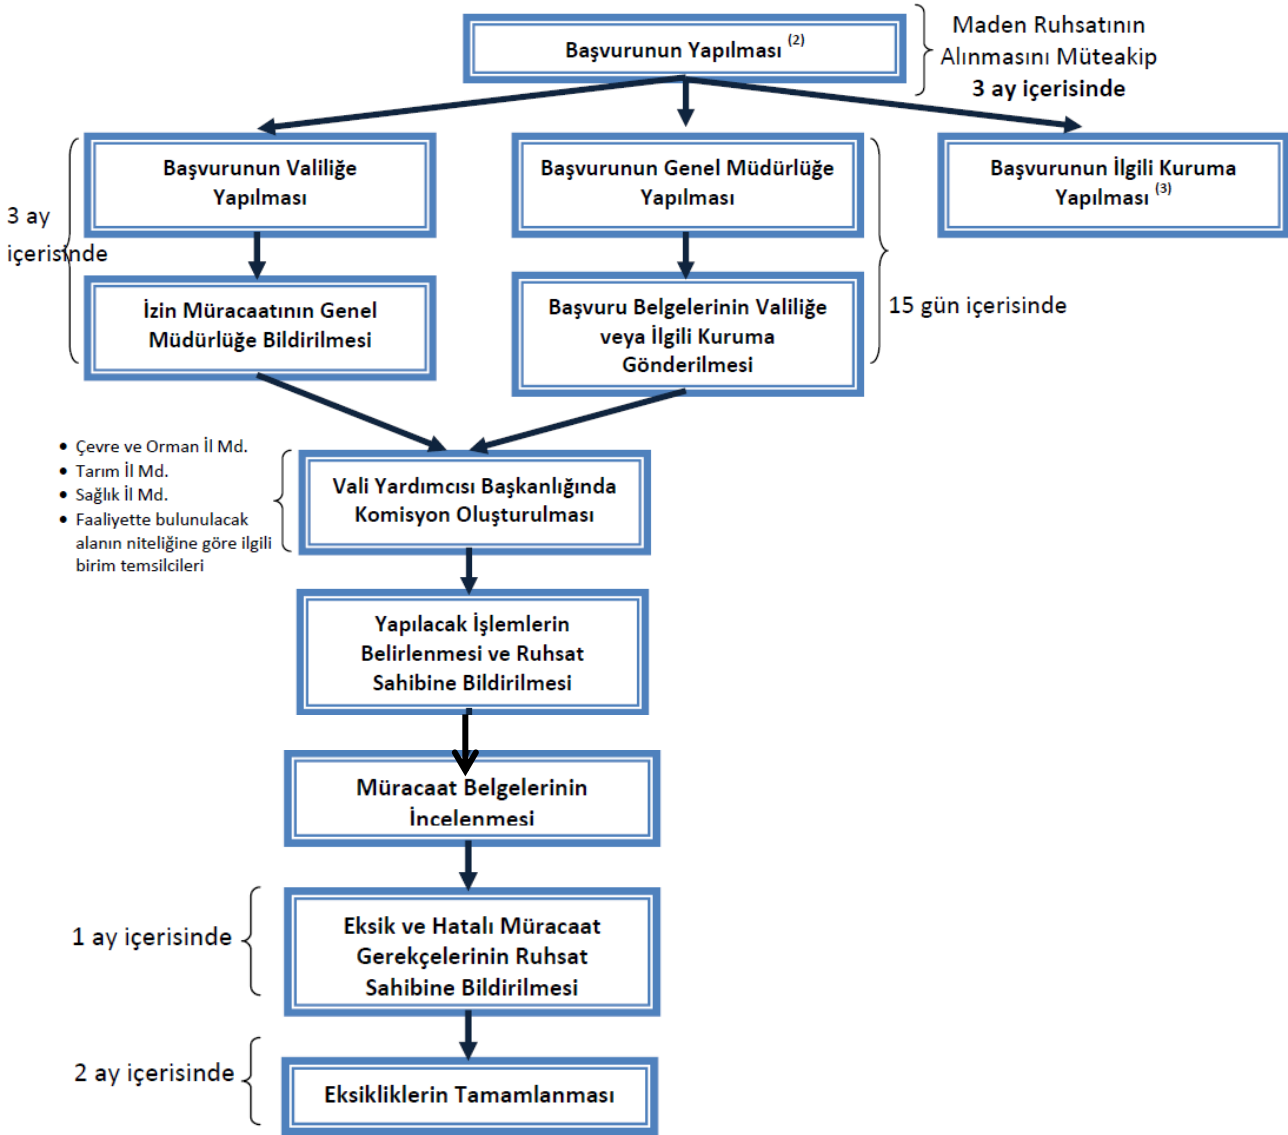 Başvurunun Yapılması (2)
Maden Ruhsatının
Alınmasını Müteakip
3 ay içerisinde
Başvurunun Valiliğe
Yapılması
Başvurunun Genel Müdürlüğe
Yapılması
Başvurunun İlgili Kuruma
Yapılması (3)
3 ay
içerisinde
İzin Müracaatının Genel
Müdürlüğe Bildirilmesi
Başvuru Belgelerinin Valiliğe
veya İlgili Kuruma
Gönderilmesi
15 gün içerisinde
• Çevre ve Orman İl Md.
• Tarım İl Md.
• Sağlık İl Md.
• Faaliyette bulunulacak
alanın niteliğine göre ilgili
birim temsilcileri
Vali Yardımcısı Başkanlığında
Komisyon Oluşturulması
Yapılacak İşlemlerin
Belirlenmesi ve Ruhsat
Sahibine Bildirilmesi
Müracaat Belgelerinin
İncelenmesi
1 ay içerisinde
Eksik ve Hatalı Müracaat
Gerekçelerinin Ruhsat
Sahibine Bildirilmesi
2 ay içerisinde
Eksikliklerin Tamamlanması